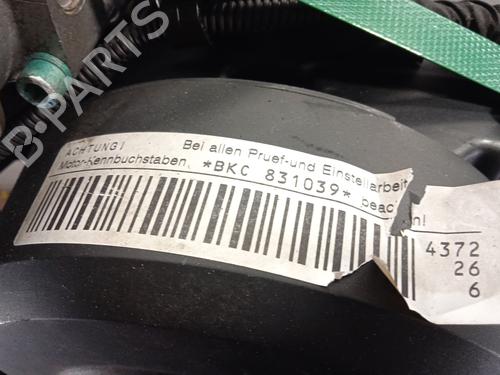 B-PARTS
ACHTUNG! Bei allen Pruef-und Einstellarbeit
Motor-Kennbuchstaben, *BKC 831039* beac n!
4372
26
6